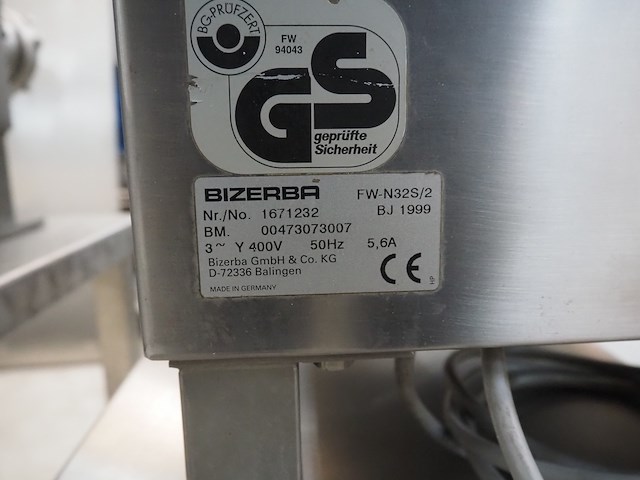 BG-PRÜFZERT
FW
94043
GS
geprüfte
Sicherheit
BIZERBA FW-N32S/2
Nr./No. 1671232 BJ 1999
BM. 00473073007
3~ Y 400V 50Hz 5,6A
Bizerba GmbH & Co. KG
D-72336 Balingen
CE
MADE IN GERMANY
HP